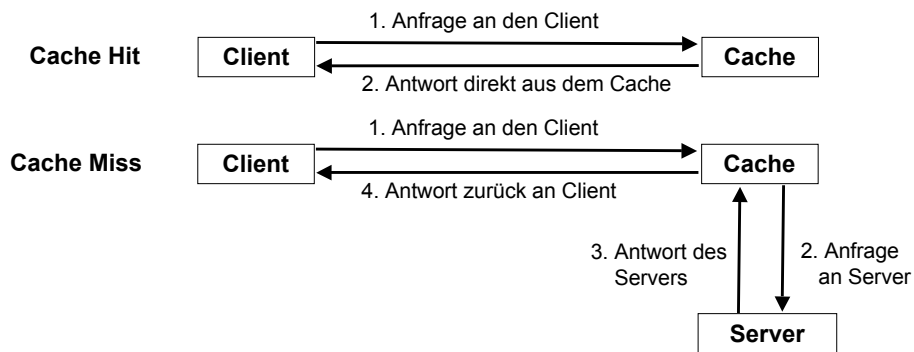 1. Anfrage an den Client
Cache Hit
Client
Cache
2. Antwort direkt aus dem Cache
1. Anfrage an den Client
Cache Miss
Client
Cache
4. Antwort zurück an Client
3. Antwort des
Servers
2. Anfrage
an Server
Server